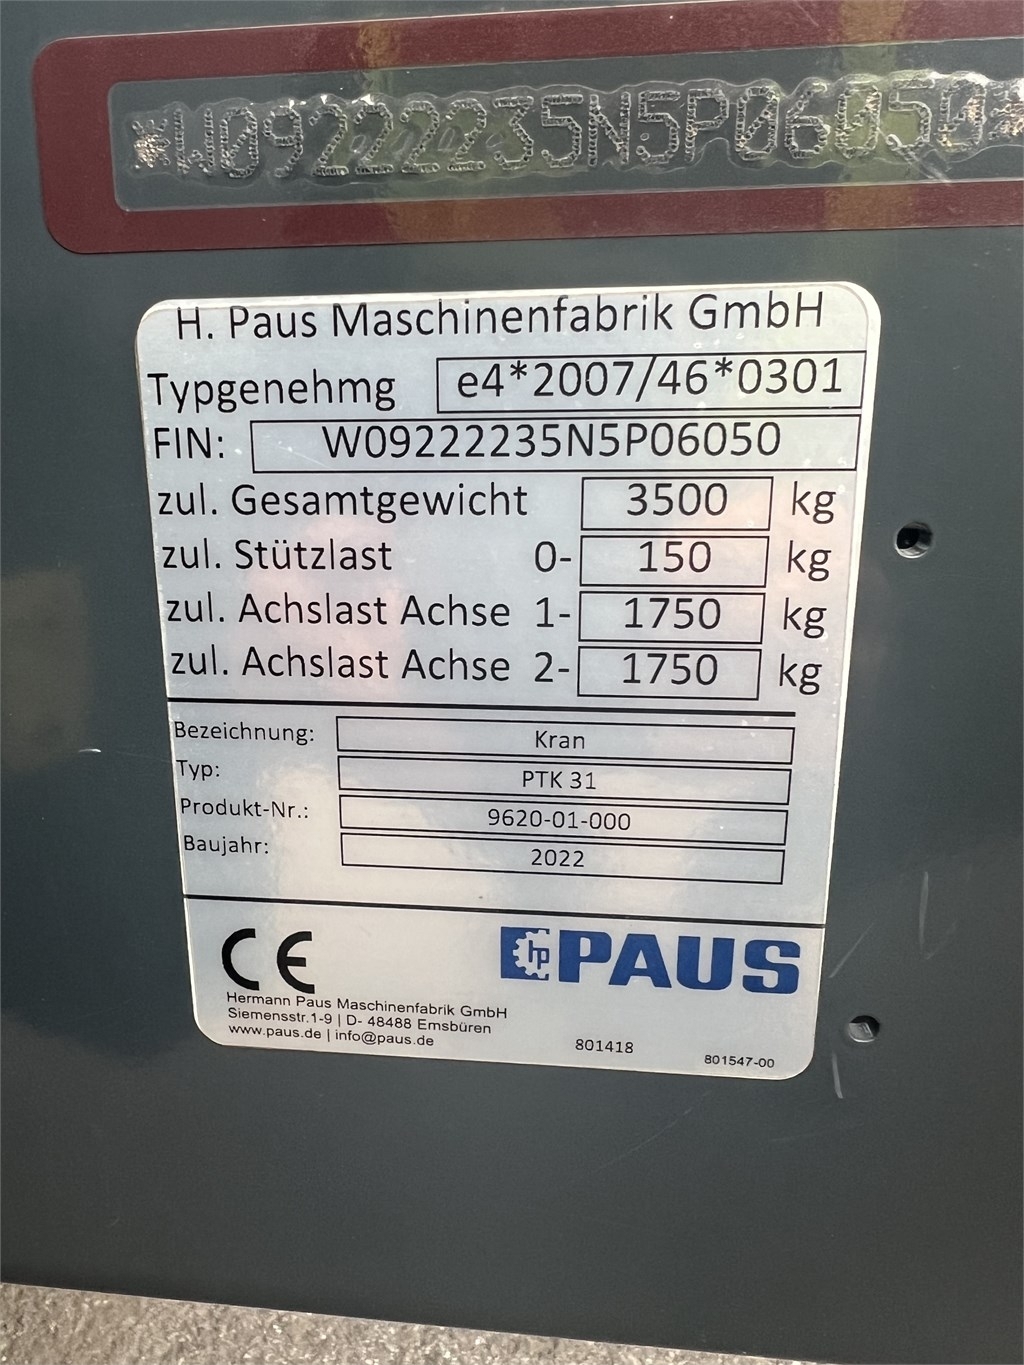 *W09222235N5P06050*
H. Paus Maschinenfabrik GmbH
Typgenehmg e4*2007/46*0301
FIN: W09222235N5P06050
zul. Gesamtgewicht 3500 kg
zul. Stützlast 0- 150 kg
zul. Achslast Achse 1- 1750 kg
zul. Achslast Achse 2- 1750 kg
Bezeichnung: Kran
Typ: PTK 31
Produkt-Nr.: 9620-01-000
Baujahr: 2022
CE hp PAUS
Hermann Paus Maschinenfabrik GmbH
Siemensstr.1-9 | D- 48488 Emsbüren
www.paus.de | info@paus.de
801418 801547-00